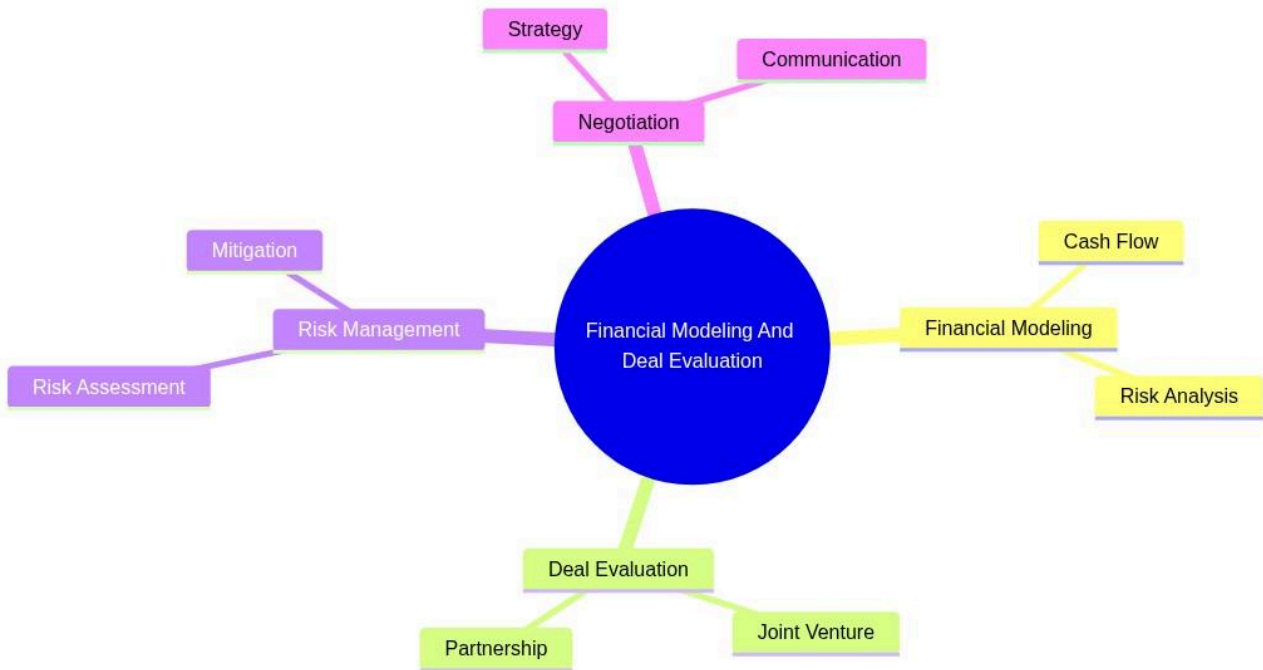 Strategy
Communication
Negotiation
Mitigation
Cash Flow
Risk Management
Financial Modeling And
Deal Evaluation
Financial Modeling
Risk Assessment
Risk Analysis
Deal Evaluation
Partnership
Joint Venture